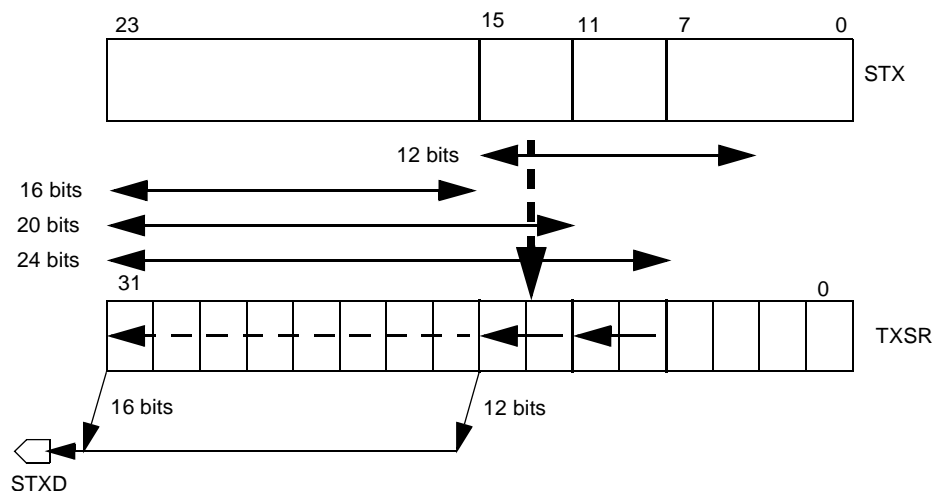 23 15 11 7 0
STX
12 bits
16 bits
20 bits
24 bits
31 0
TXSR
16 bits 12 bits
STXD